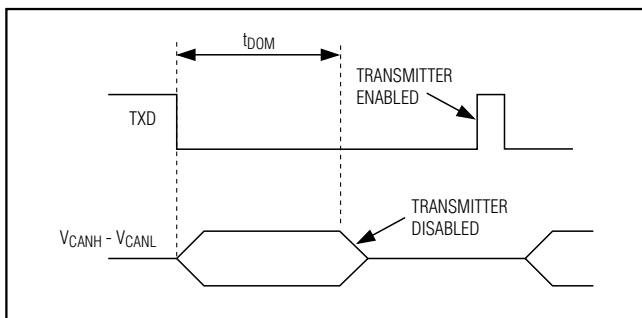 tDOM
TRANSMITTER
ENABLED
TXD
TRANSMITTER
DISABLED
VCANH - VCANL